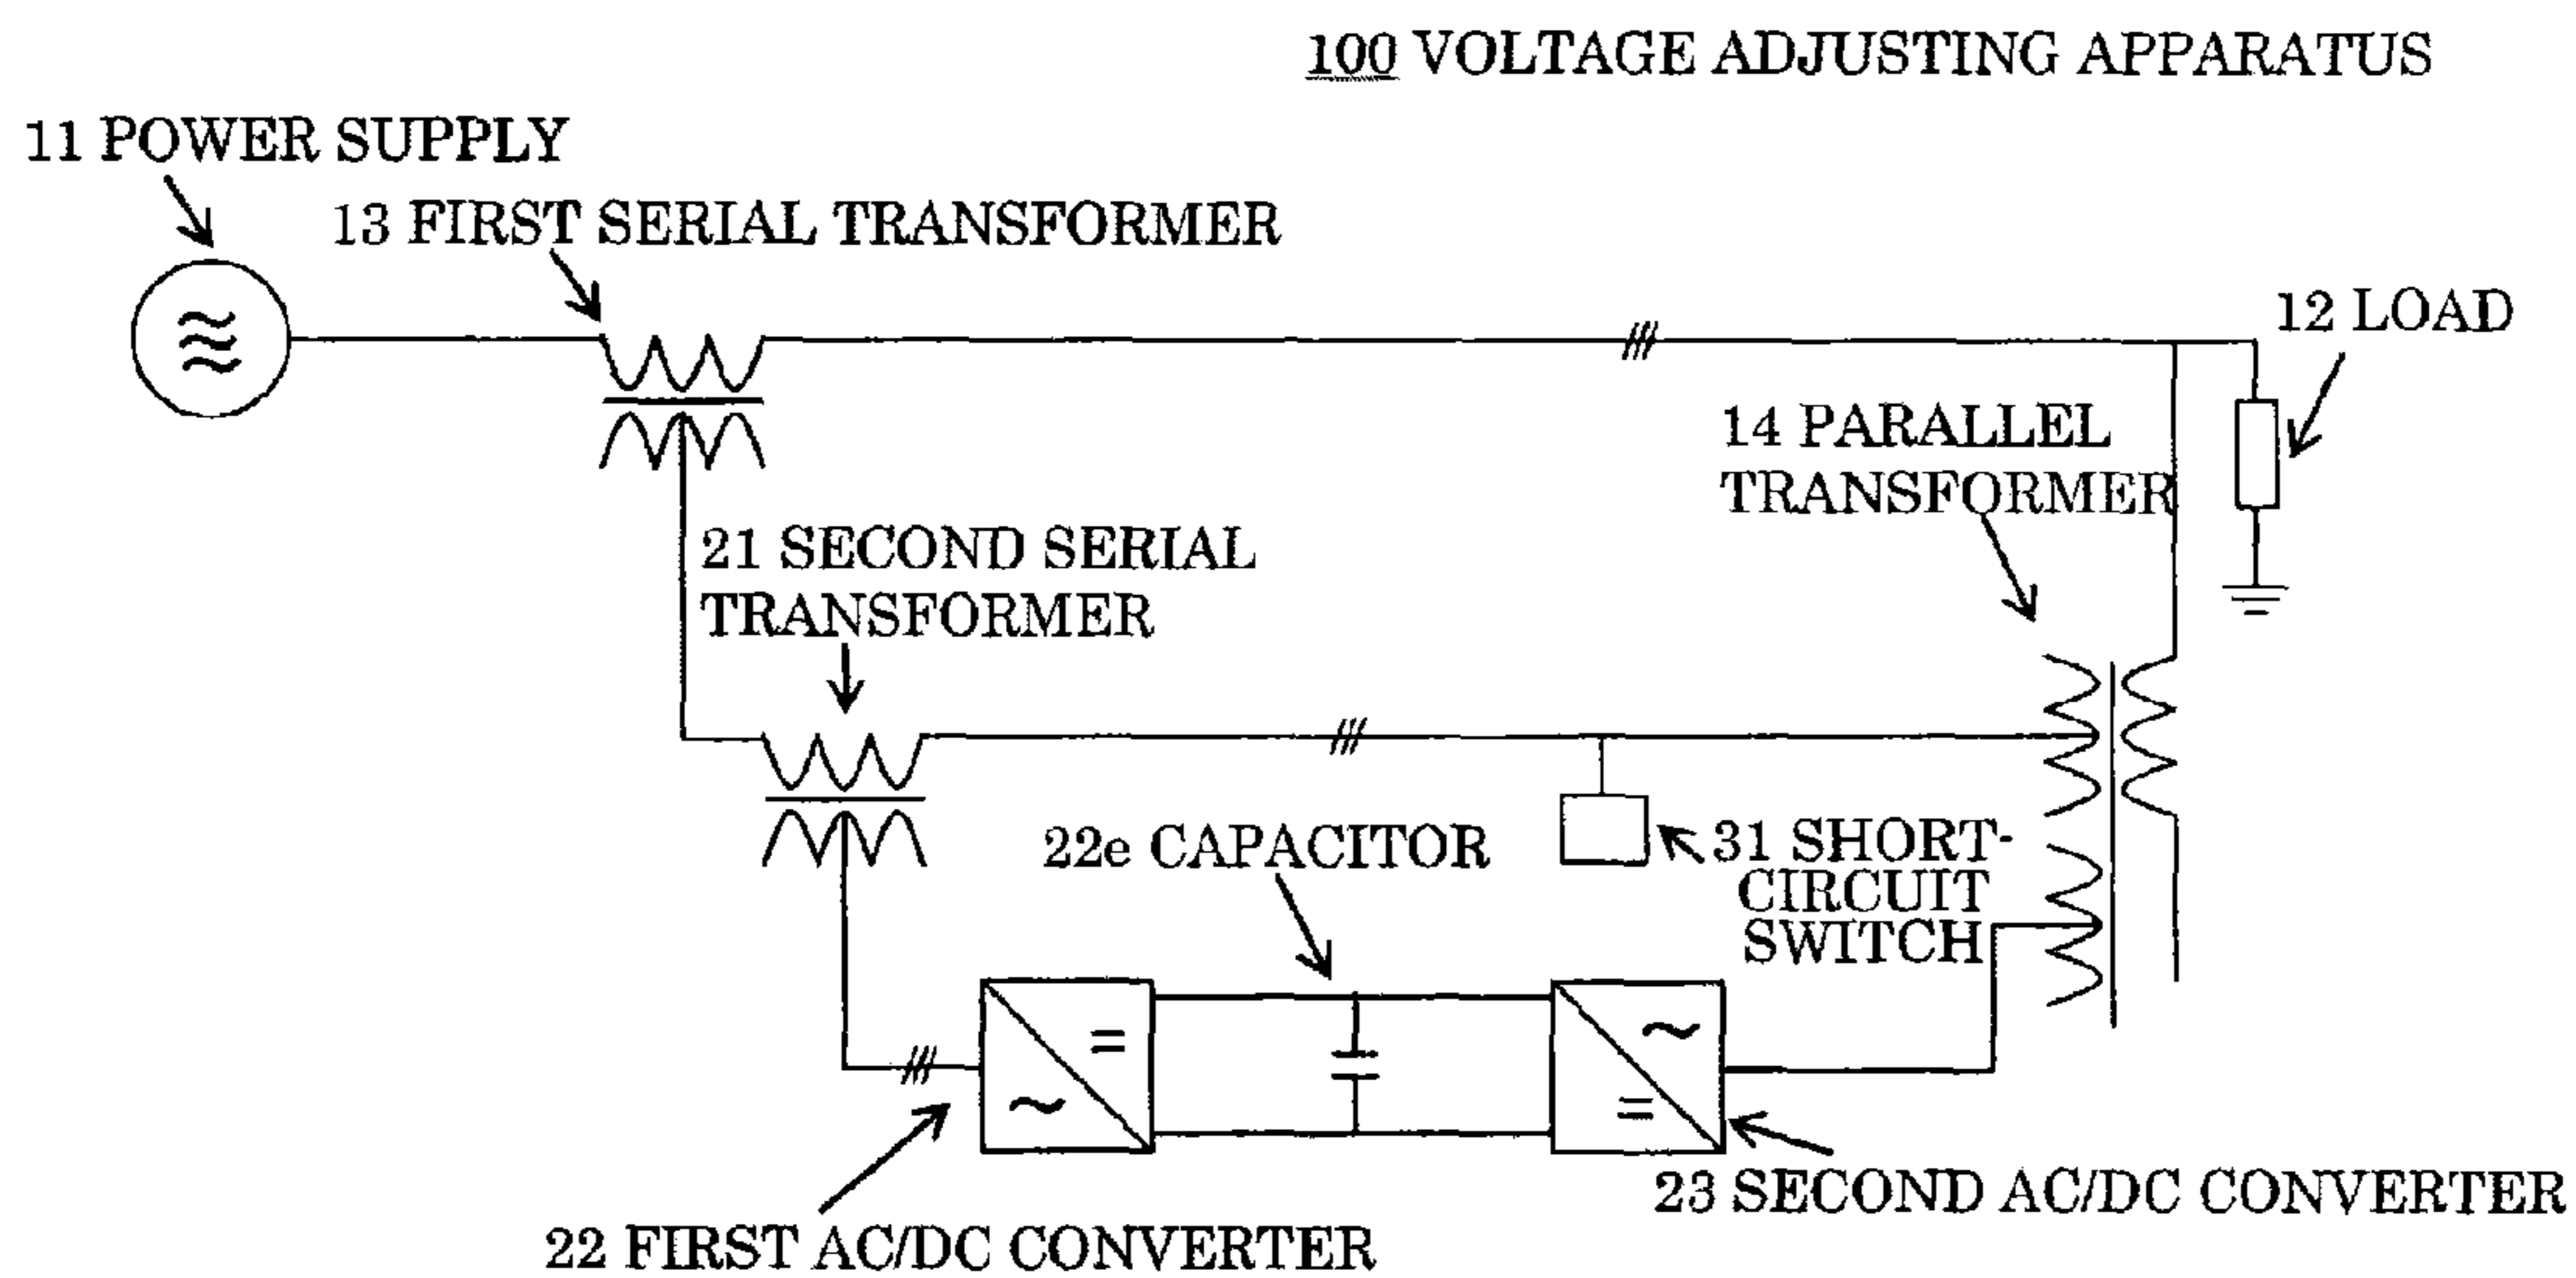 100 VOLTAGE ADJUSTING APPARATUS
11 POWER SUPPLY
13 FIRST SERIAL TRANSFORMER
12 LOAD
14 PARALLEL
TRANSFORMER
21 SECOND SERIAL
TRANSFORMER
22e CAPACITOR
31 SHORT-
CIRCUIT
SWITCH
23 SECOND AC/DC CONVERTER
22 FIRST AC/DC CONVERTER